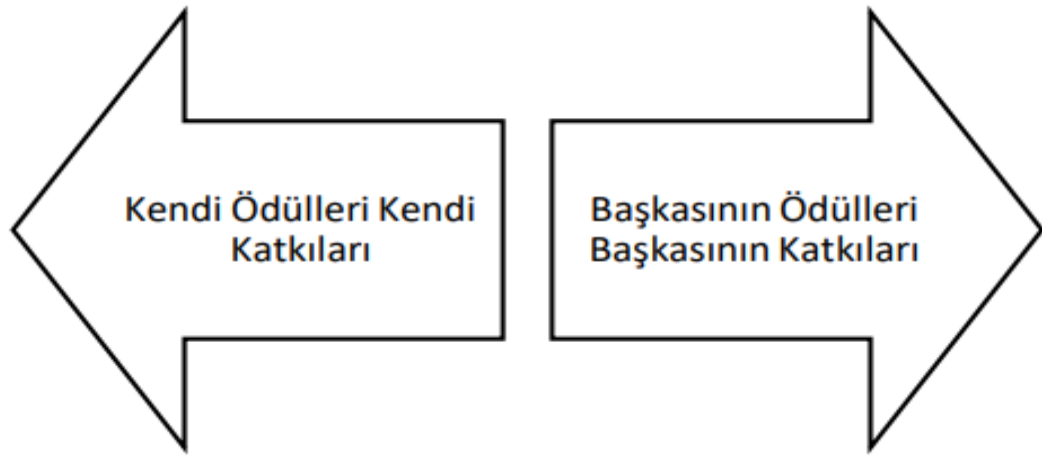 Kendi Ödülleri Kendi
Katkıları
Başkasının Ödülleri
Başkasının Katkıları